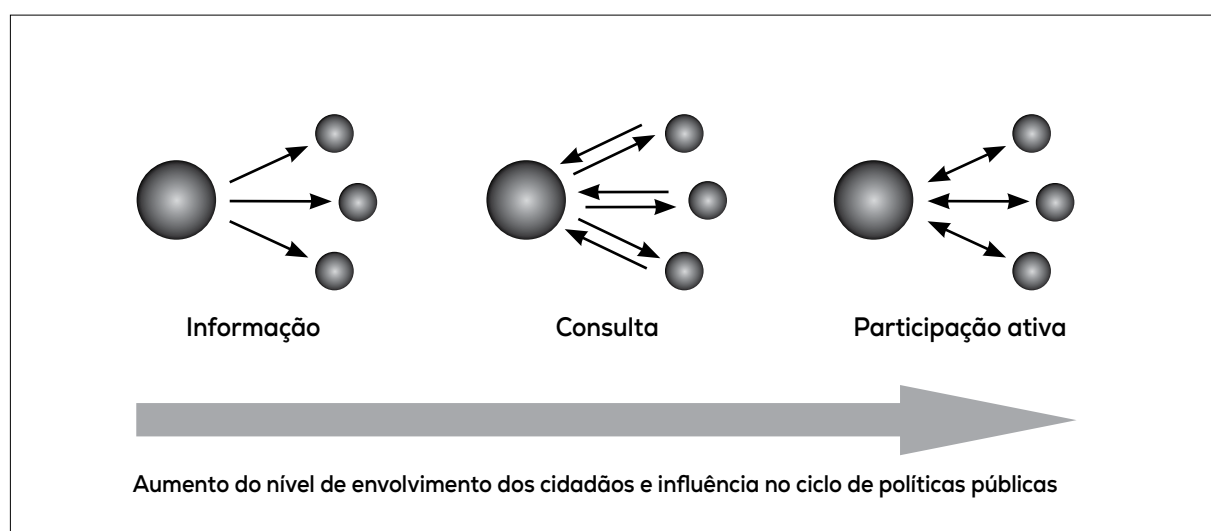 Informação
Consulta
Participação ativa
Aumento do nível de envolvimento dos cidadãos e influência no ciclo de políticas públicas